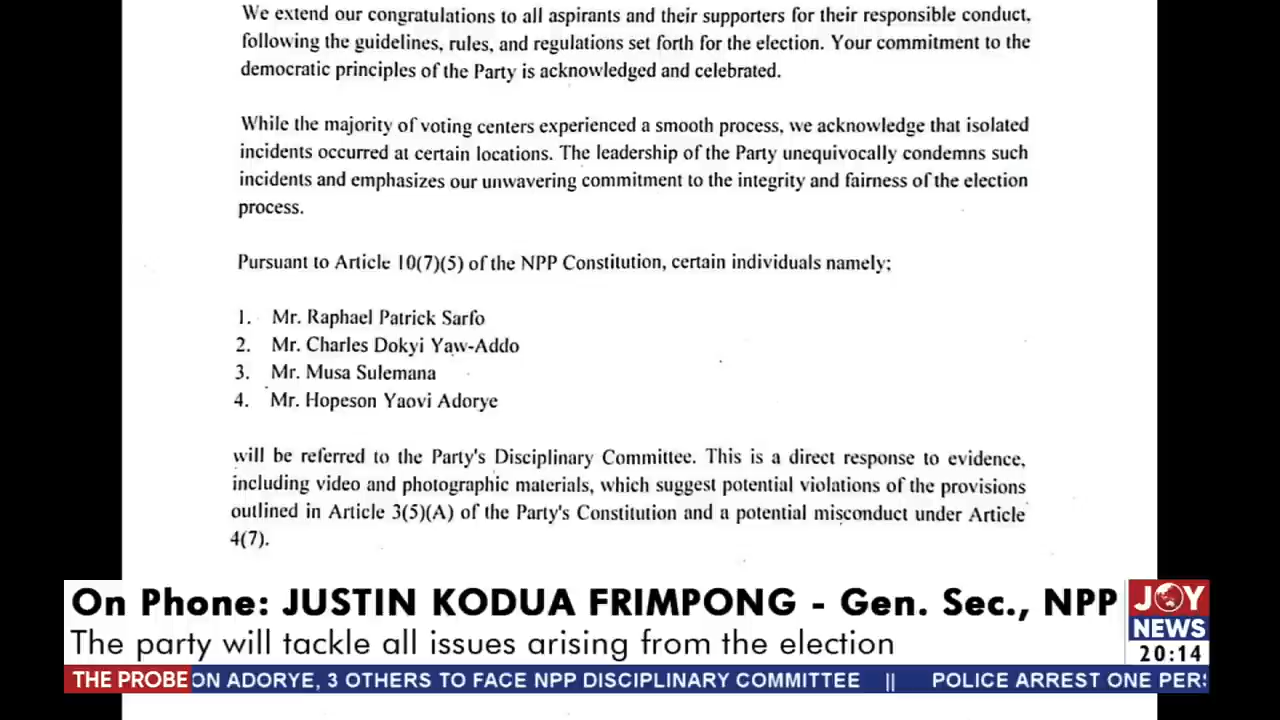 We extend our congratulations to all aspirants and their supporters for their responsible conduct,
following the guidelines, rules, and regulations set forth for the election. Your commitment to the
democratic principles of the Party is acknowledged and celebrated.
While the majority of voting centers experienced a smooth process, we acknowledge that isolated
incidents occurred at certain locations. The leadership of the Party unequivocally condemns such
incidents and emphasizes our unwavering commitment to the integrity and fairness of the election
process.
Pursuant to Article 10(7)(5) of the NPP Constitution, certain individuals namely;
1. Mr. Raphael Patrick Sarfo
2. Mr. Charles Dokyi Yaw-Addo
3. Mr. Musa Sulemana
4. Mr. Hopeson Yaovi Adorye
will be referred to the Party's Disciplinary Committee. This is a direct response to evidence,
including video and photographic materials, which suggest potential violations of the provisions
outlined in Article 3(5)(A) of the Party's Constitution and a potential misconduct under Article
4(7).
On Phone: JUSTIN KODUA FRIMPONG - Gen. Sec., NPP
The party will tackle all issues arising from the election
JOY
NEWS
20:14
THE PROBE ON ADORYE, 3 OTHERS TO FACE NPP DISCIPLINARY COMMITTEE || POLICE ARREST ONE PERS